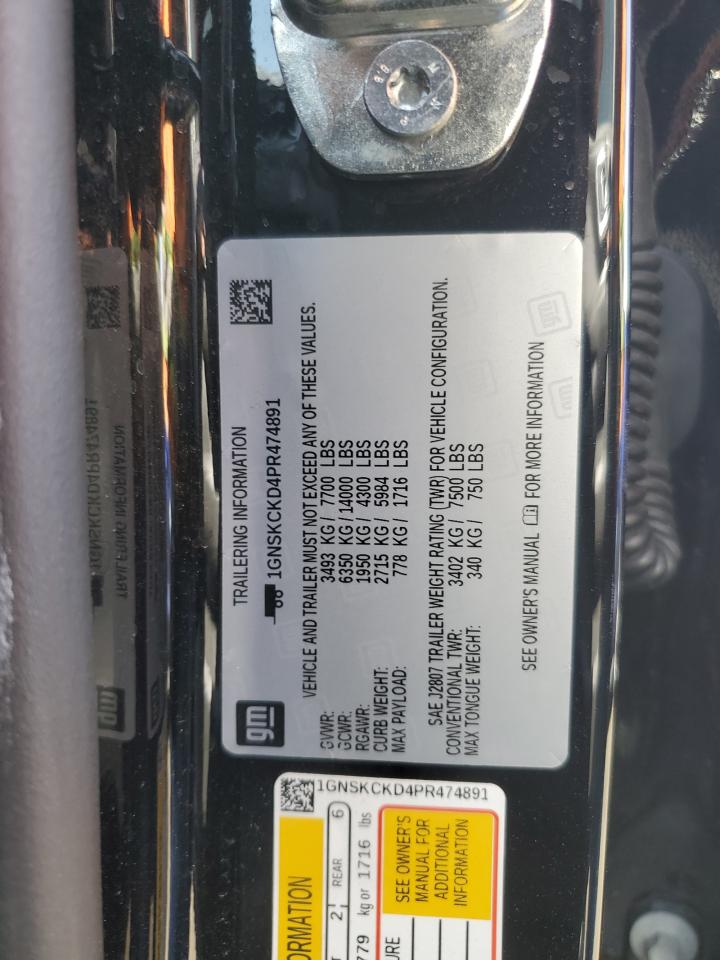 gm
TRAILERING INFORMATION
1GNSKCKD4PR474891
VEHICLE AND TRAILER MUST NOT EXCEED ANY OF THESE VALUES.
GVWR: 3493 KG / 7700 LBS
GCWR: 6350 KG /14000 LBS
RGAWR: 1950 KG / 4300 LBS
CURB WEIGHT: 2715 KG / 5984 LBS
MAX PAYLOAD: 778 KG / 1716 LBS
SAE J2807 TRAILER WEIGHT RATING (TWR) FOR VEHICLE CONFIGURATION.
CONVENTIONAL TWR: 3402 KG / 7500 LBS
MAX TONGUE WEIGHT: 340 KG / 750 LBS
SEE OWNER'S MANUAL FOR MORE INFORMATION
1GNSKCKD4PR474891
ORMATION
2 REAR 6
779 kg or 1716 lbs
URE
SEE OWNER'S
MANUAL FOR
ADDITIONAL
INFORMATION